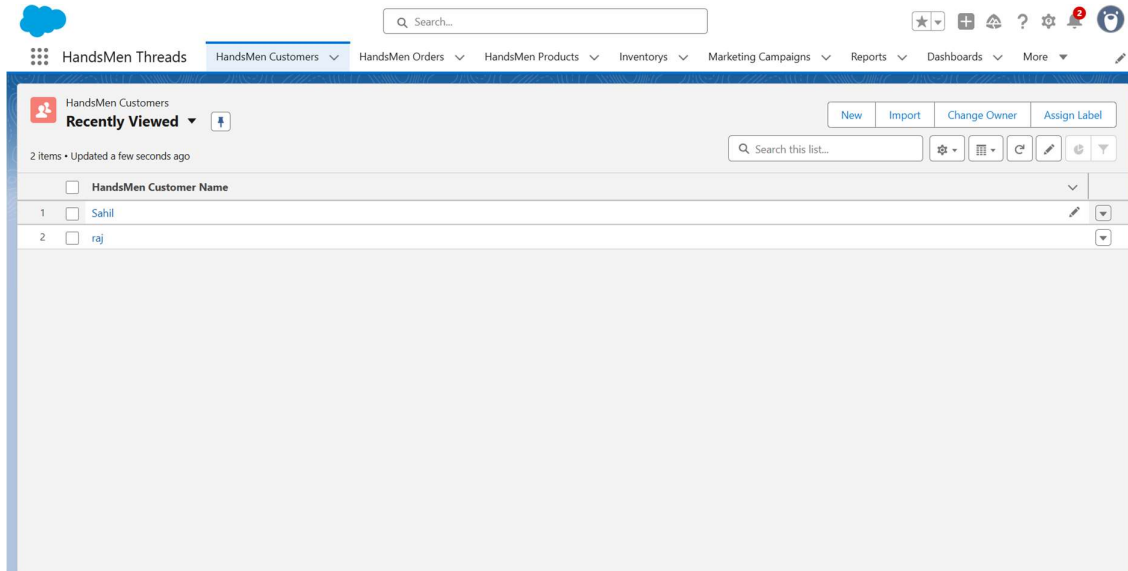 Search...
2
HandsMen Threads HandsMen Customers HandsMen Orders HandsMen Products Inventorys Marketing Campaigns Reports Dashboards More
HandsMen Customers
Recently Viewed
New Import Change Owner Assign Label
2 items • Updated a few seconds ago
Search this list...
HandsMen Customer Name
1 Sahil
2 raj